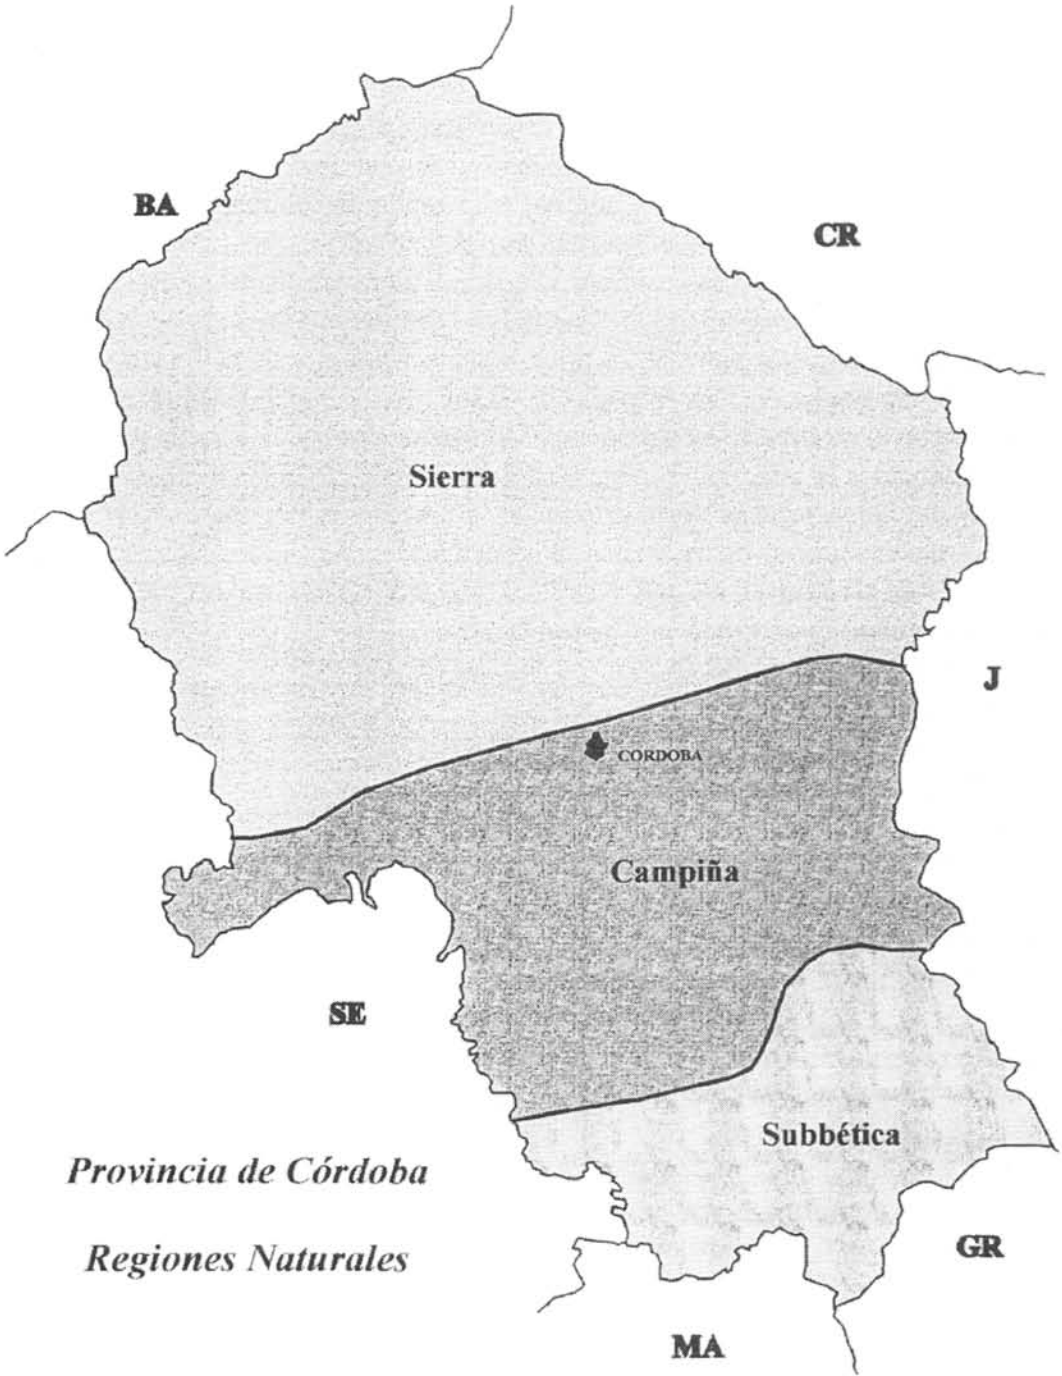 BA
CR
Sierra
J
CORDOBA
Campiña
SE
Subbética
Provincia de Córdoba
Regiones Naturales
GR
MA